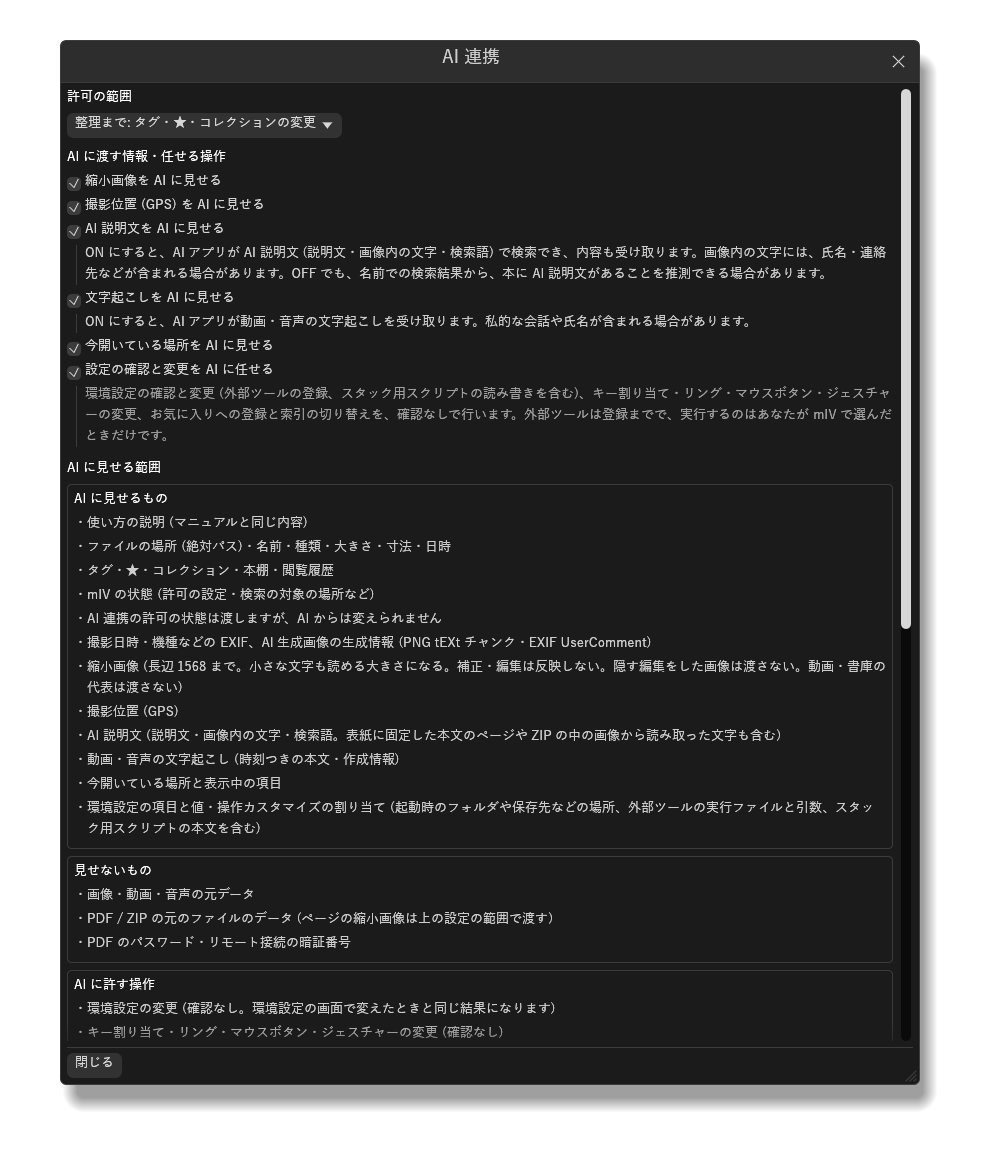 AI 連携
許可の範囲
整理まで: タグ・★・コレクションの変更
AI に渡す情報・任せる操作
縮小画像を AI に見せる
撮影位置 (GPS) を AI に見せる
AI 説明文を AI に見せる
ON にすると、AI アプリが AI 説明文 (説明文・画像内の文字・検索語) で検索でき、内容も受け取ります。画像内の文字には、氏名・連絡
先などが含まれる場合があります。OFF でも、名前での検索結果から、本に AI 説明文があることを推測できる場合があります。
文字起こしを AI に見せる
ON にすると、AI アプリが動画・音声の文字起こしを受け取ります。私的な会話や氏名が含まれる場合があります。
今開いている場所を AI に見せる
設定の確認と変更を AI に任せる
環境設定の確認と変更 (外部ツールの登録、スタック用スクリプトの読み書きを含む)、キー割り当て・リング・マウスボタン・ジェスチャ
ーの変更、お気に入りへの登録と索引の切り替えを、確認なしで行います。外部ツールは登録までで、実行するのはあなたが mIV で選んだ
ときだけです。
AI に見せる範囲
AI に見せるもの
・使い方の説明 (マニュアルと同じ内容)
・ファイルの場所 (絶対パス)・名前・種類・大きさ・寸法・日時
・タグ・★・コレクション・本棚・閲覧履歴
・mIV の状態 (許可の設定・検索の対象の場所など)
・AI 連携の許可の状態は渡しますが、AI からは変えられません
・撮影日時・機種などの EXIF、AI 生成画像の生成情報 (PNG tEXt チャンク・EXIF UserComment)
・縮小画像 (長辺 1568 まで。小さな文字も読める大きさになる。補正・編集は反映しない。隠す編集をした画像は渡さない。動画・書庫の
代表は渡さない)
・撮影位置 (GPS)
・AI 説明文 (説明文・画像内の文字・検索語。表紙に固定した本文のページや ZIP の中の画像から読み取った文字も含む)
・動画・音声の文字起こし (時刻つきの本文・作成情報)
・今開いている場所と表示中の項目
・環境設定の項目と値・操作カスタマイズの割り当て (起動時のフォルダや保存先などの場所、外部ツールの実行ファイルと引数、スタッ
ク用スクリプトの本文を含む)
見せないもの
・画像・動画・音声の元データ
・PDF / ZIP の元のファイルのデータ (ページの縮小画像は上の設定の範囲で渡す)
・PDF のパスワード・リモート接続の暗証番号
AI に許す操作
・環境設定の変更 (確認なし。環境設定の画面で変えたときと同じ結果になります)
・キー割り当て・リング・マウスボタン・ジェスチャーの変更 (確認なし)
閉じる